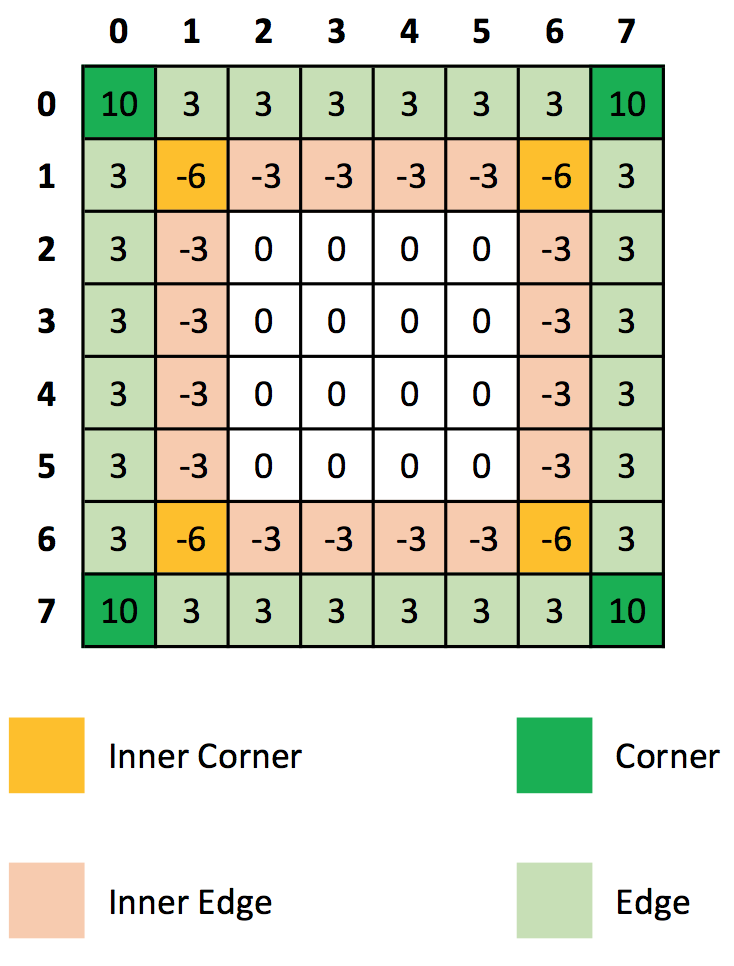 0 1 2 3 4 5 6 7
0 10 3 3 3 3 3 3 10
1 3 -6 -3 -3 -3 -3 -6 3
2 3 -3 0 0 0 0 -3 3
3 3 -3 0 0 0 0 -3 3
4 3 -3 0 0 0 0 -3 3
5 3 -3 0 0 0 0 -3 3
6 3 -6 -3 -3 -3 -3 -6 3
7 10 3 3 3 3 3 3 10
Inner Corner Corner
Inner Edge Edge